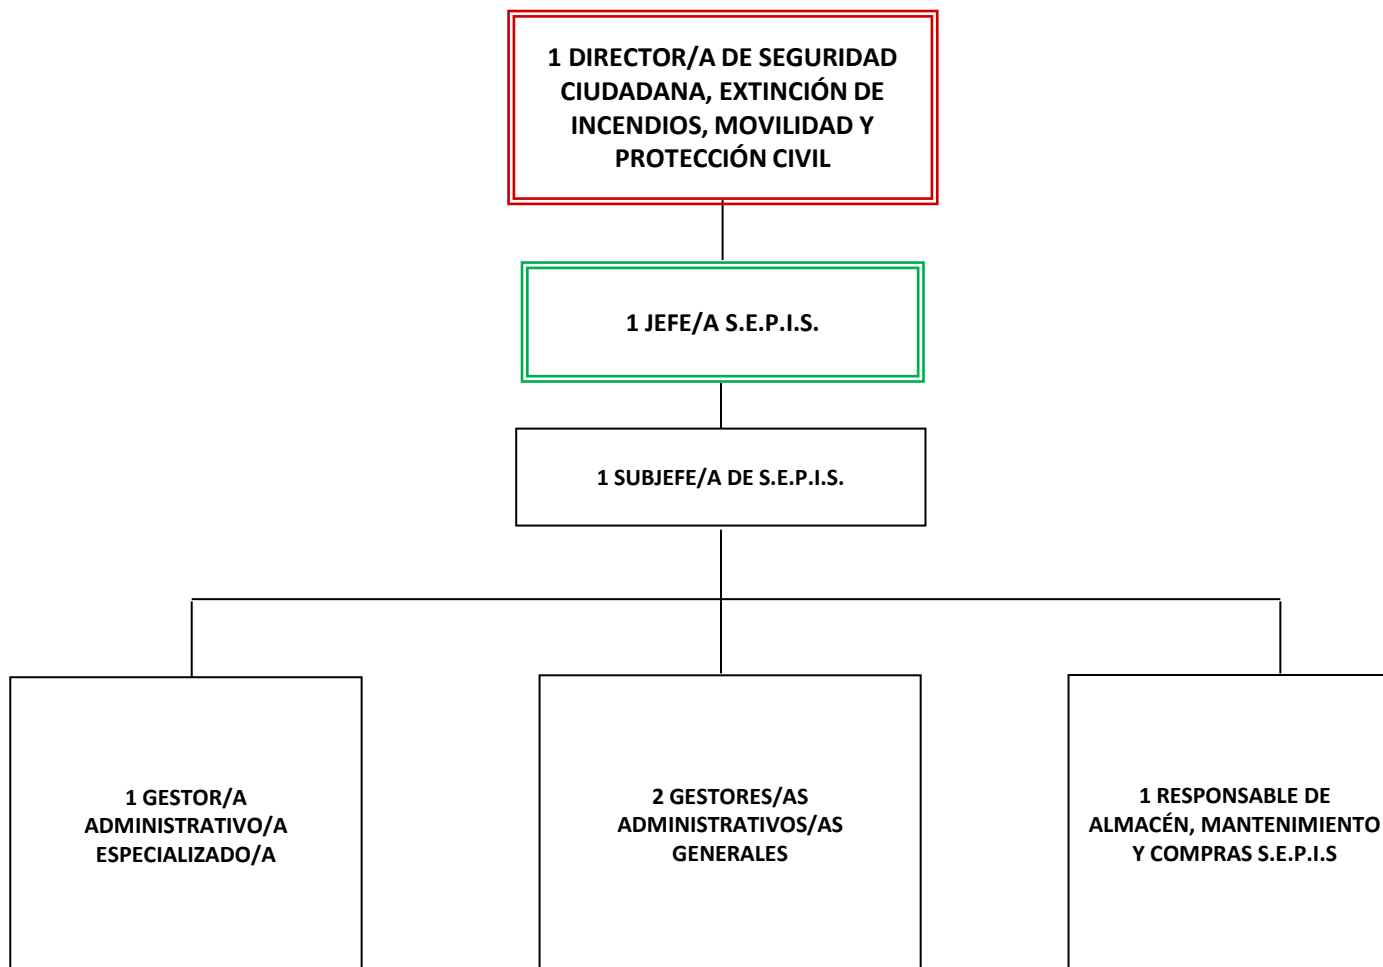 1 DIRECTOR/A DE SEGURIDAD
CIUDADANA, EXTINCIÓN DE
INCENDIOS, MOVILIDAD Y
PROTECCIÓN CIVIL
1 JEFE/A S.E.P.I.S.
1 SUBJEFE/A DE S.E.P.I.S.
1 GESTOR/A
ADMINISTRATIVO/A
ESPECIALIZADO/A
2 GESTORES/AS
ADMINISTRATIVOS/AS
GENERALES
1 RESPONSABLE DE
ALMACÉN, MANTENIMIENTO
Y COMPRAS S.E.P.I.S